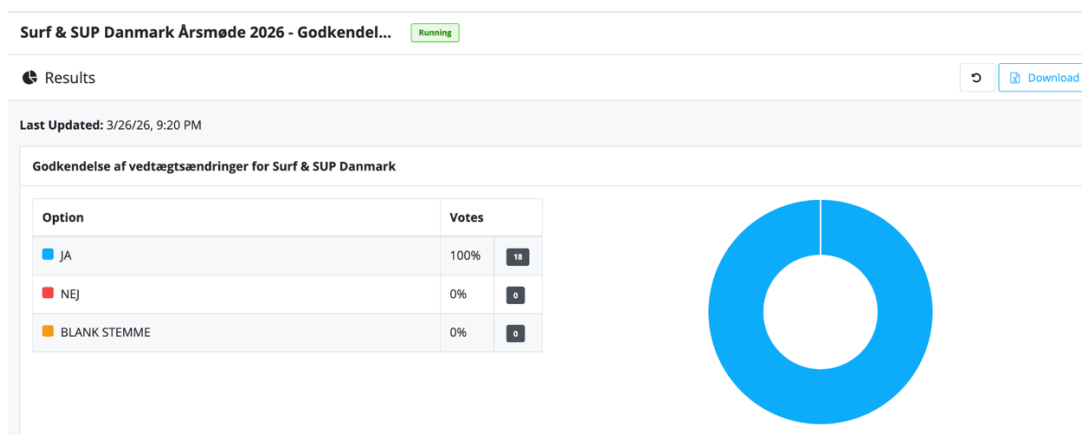 Surf & SUP Danmark Årsmøde 2026 - Godkendel... Running
Results Download
Last Updated: 3/26/26, 9:20 PM
Godkendelse af vedtægtsændringer for Surf & SUP Danmark
Option Votes
JA 100% 18
NEJ 0% 0
BLANK STEMME 0% 0